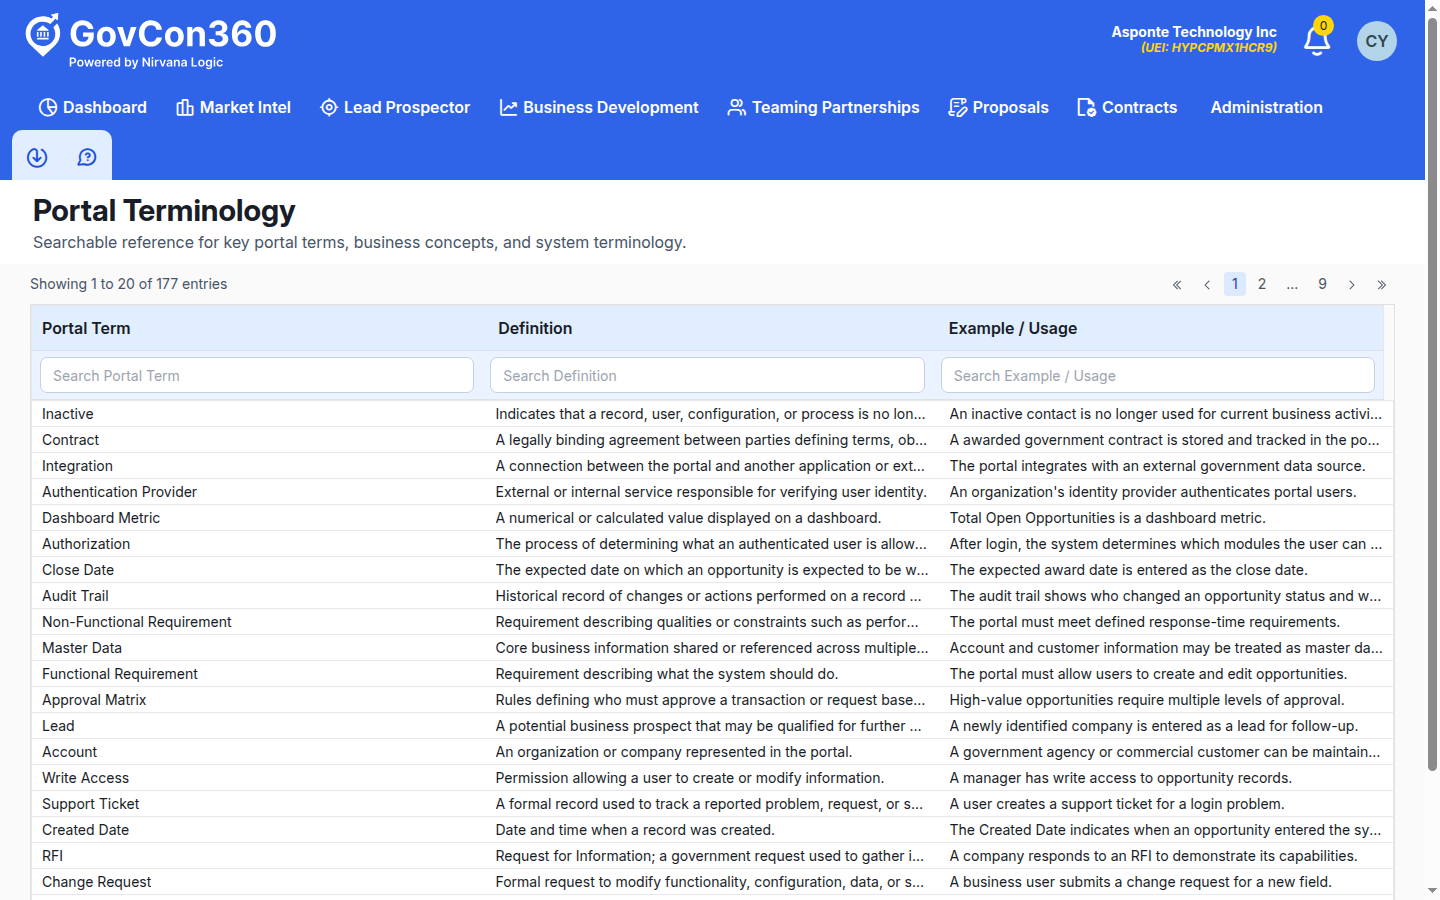 GovCon360
Powered by Nirvana Logic
Asponte Technology Inc
(UEI: HYPCPMX1HCR9)
0
CY
Dashboard
Market Intel
Lead Prospector
Business Development
Teaming Partnerships
Proposals
Contracts
Administration
Portal Terminology
Searchable reference for key portal terms, business concepts, and system terminology.
Showing 1 to 20 of 177 entries
« ‹ 1 2 ... 9 › »
Portal Term Definition Example / Usage
Search Portal Term Search Definition Search Example / Usage
Inactive Indicates that a record, user, configuration, or process is no lon... An inactive contact is no longer used for current business activi...
Contract A legally binding agreement between parties defining terms, ob... A awarded government contract is stored and tracked in the po...
Integration A connection between the portal and another application or ext... The portal integrates with an external government data source.
Authentication Provider External or internal service responsible for verifying user identity. An organization's identity provider authenticates portal users.
Dashboard Metric A numerical or calculated value displayed on a dashboard. Total Open Opportunities is a dashboard metric.
Authorization The process of determining what an authenticated user is allow... After login, the system determines which modules the user can ...
Close Date The expected date on which an opportunity is expected to be w... The expected award date is entered as the close date.
Audit Trail Historical record of changes or actions performed on a record ... The audit trail shows who changed an opportunity status and w...
Non-Functional Requirement Requirement describing qualities or constraints such as perfor... The portal must meet defined response-time requirements.
Master Data Core business information shared or referenced across multiple... Account and customer information may be treated as master da...
Functional Requirement Requirement describing what the system should do. The portal must allow users to create and edit opportunities.
Approval Matrix Rules defining who must approve a transaction or request base... High-value opportunities require multiple levels of approval.
Lead A potential business prospect that may be qualified for further ... A newly identified company is entered as a lead for follow-up.
Account An organization or company represented in the portal. A government agency or commercial customer can be maintain...
Write Access Permission allowing a user to create or modify information. A manager has write access to opportunity records.
Support Ticket A formal record used to track a reported problem, request, or s... A user creates a support ticket for a login problem.
Created Date Date and time when a record was created. The Created Date indicates when an opportunity entered the sy...
RFI Request for Information; a government request used to gather i... A company responds to an RFI to demonstrate its capabilities.
Change Request Formal request to modify functionality, configuration, data, or s... A business user submits a change request for a new field.